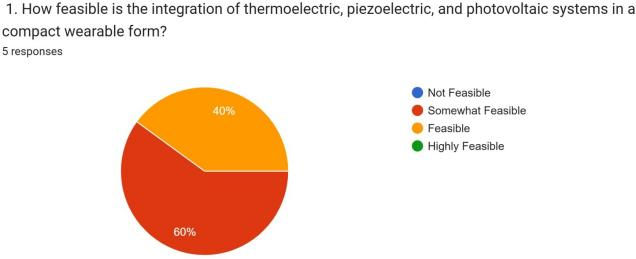 1. How feasible is the integration of thermoelectric, piezoelectric, and photovoltaic systems in a
compact wearable form?
5 responses
40%
60%
Not Feasible
Somewhat Feasible
Feasible
Highly Feasible